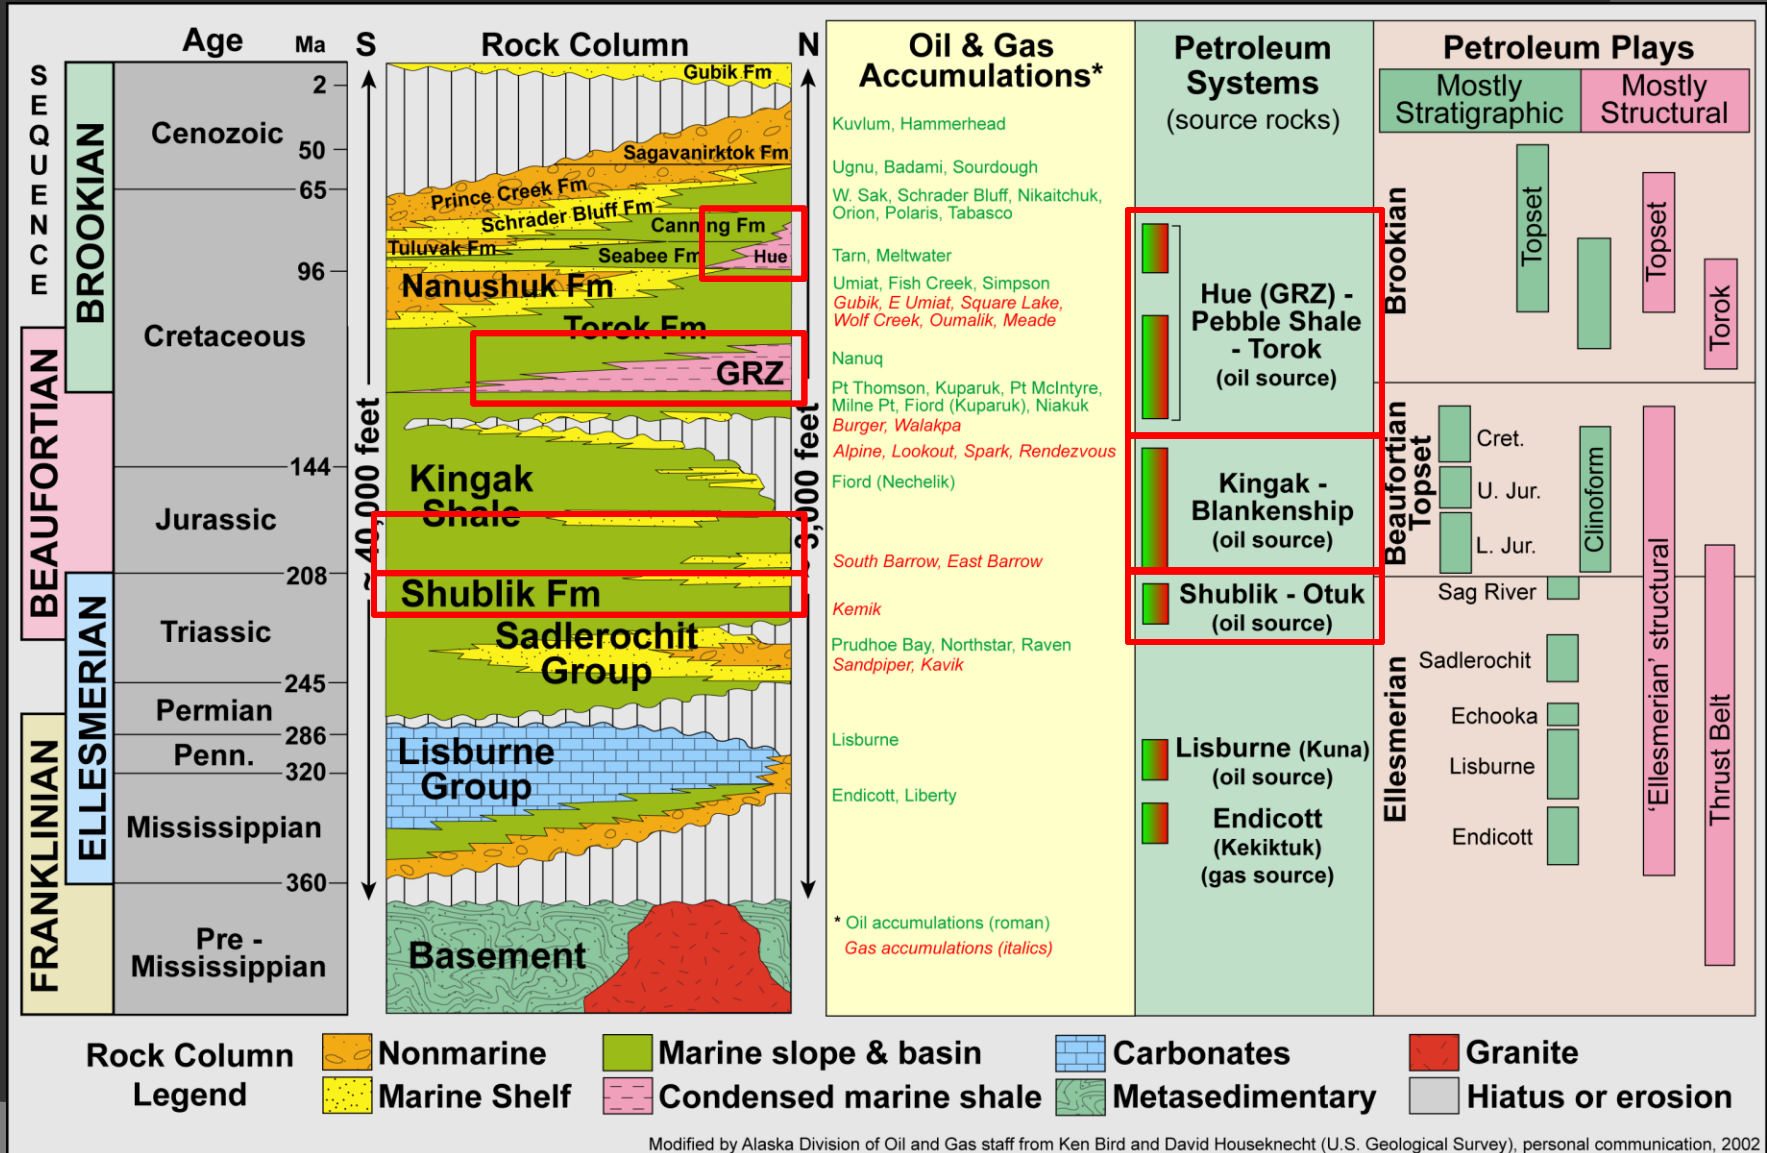 Age
Ma
S
Rock Column
N
Oil & Gas
Accumulations*
Petroleum
Systems
(source rocks)
Petroleum Plays
Mostly
Stratigraphic
Mostly
Structural
SEQUENCE
BROOKIAN
BEAUFORTIAN
ELLESMERIAN
FRANKLINIAN
Cenozoic
Cretaceous
Jurassic
Triassic
Permian
Penn.
Mississippian
Pre -
Mississippian
2
50
65
96
144
208
245
286
320
360
≈ 40,000 feet
,000 feet
Gubik Fm
Sagavanirktok Fm
Prince Creek Fm
Schrader Bluff Fm
Canning Fm
Tuluvak Fm
Seabee Fm
Hue
Nanushuk Fm
Torok Fm
GRZ
Kingak
Shale
Shublik Fm
Sadlerochit
Group
Lisburne
Group
Basement
Kuvlum, Hammerhead
Ugnu, Badami, Sourdough
W. Sak, Schrader Bluff, Nikaitchuk,
Orion, Polaris, Tabasco
Tarn, Meltwater
Umiat, Fish Creek, Simpson
Gubik, E Umiat, Square Lake,
Wolf Creek, Oumalik, Meade
Nanuq
Pt Thomson, Kuparuk, Pt McIntyre,
Milne Pt, Fiord (Kuparuk), Niakuk
Burger, Walakpa
Alpine, Lookout, Spark, Rendezvous
Fiord (Nechelik)
South Barrow, East Barrow
Kemik
Prudhoe Bay, Northstar, Raven
Sandpiper, Kavik
Lisburne
Endicott, Liberty
* Oil accumulations (roman)
Gas accumulations (italics)
Hue (GRZ) -
Pebble Shale
- Torok
(oil source)
Kingak -
Blankenship
(oil source)
Shublik - Otuk
(oil source)
Lisburne (Kuna)
(oil source)
Endicott
(Kekiktuk)
(gas source)
Brookian
Topset
Topset
Torok
Beaufortian
Topset
Cret.
U. Jur.
L. Jur.
Clinoform
Ellesmerian
Sag River
Sadlerochit
Echooka
Lisburne
Endicott
'Ellesmerian' structural
Thrust Belt
Rock Column
Legend
Nonmarine
Marine slope & basin
Carbonates
Granite
Marine Shelf
Condensed marine shale
Metasedimentary
Hiatus or erosion
Modified by Alaska Division of Oil and Gas staff from Ken Bird and David Houseknecht (U.S. Geological Survey), personal communication, 2002